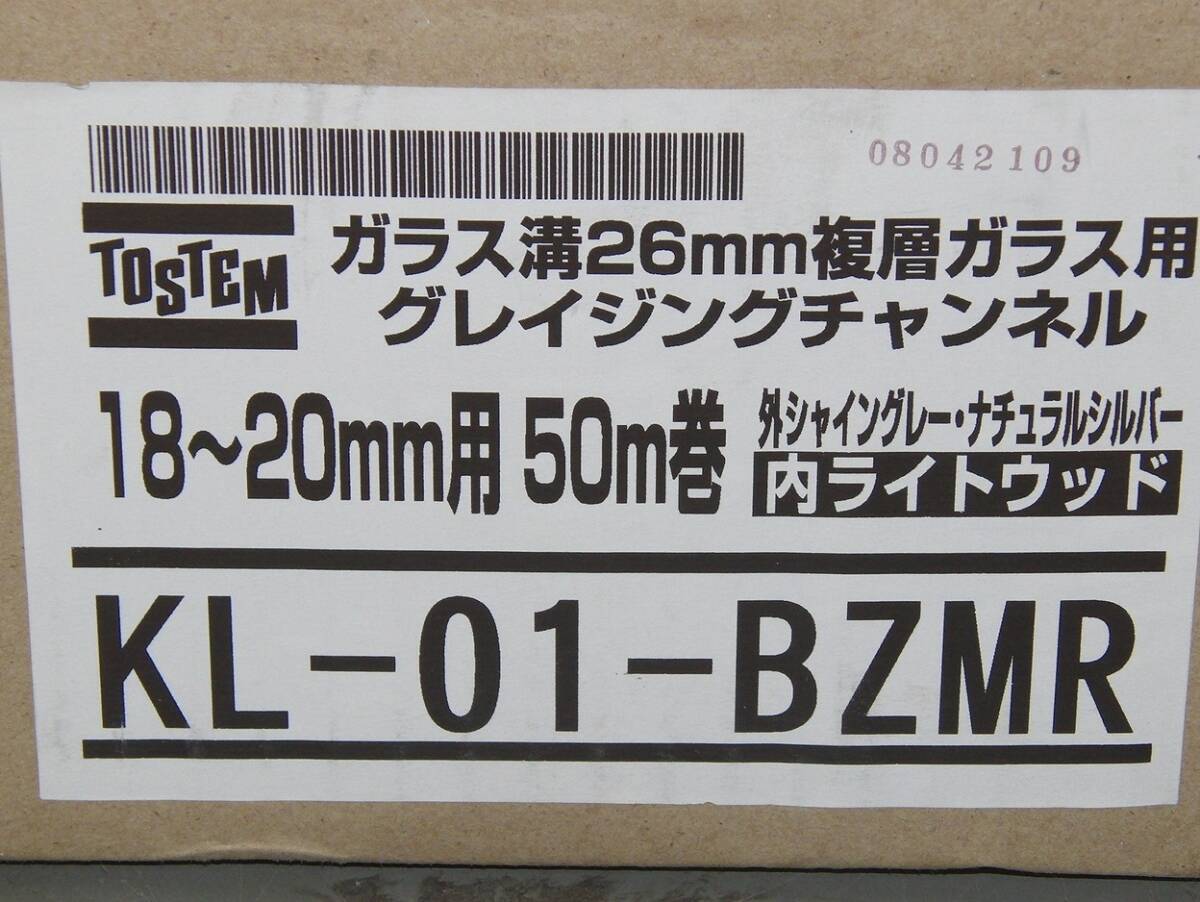 08042109
TOSTEM
ガラス溝26mm複層ガラス用
グレイジングチャンネル
18～20mm用 50m巻
外シャイングレー・ナチュラルシルバー
内ライトウッド
KL-01-BZMR